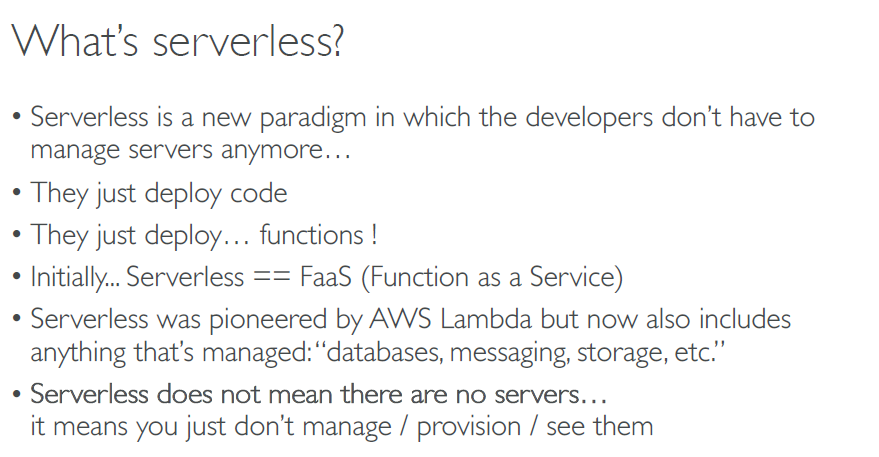 What's serverless?
• Serverless is a new paradigm in which the developers don't have to
manage servers anymore…
• They just deploy code
• They just deploy… functions !
• Initially... Serverless == FaaS (Function as a Service)
• Serverless was pioneered by AWS Lambda but now also includes
anything that's managed: “databases, messaging, storage, etc.”
• Serverless does not mean there are no servers…
it means you just don't manage / provision / see them